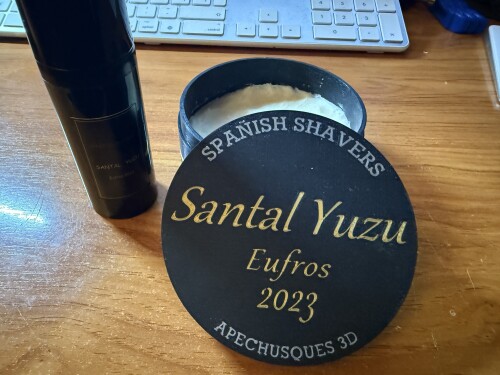 SPAÑISH SHAVERS
Santal Yuzu
Eufros
2023
APECHUSQUES 3D